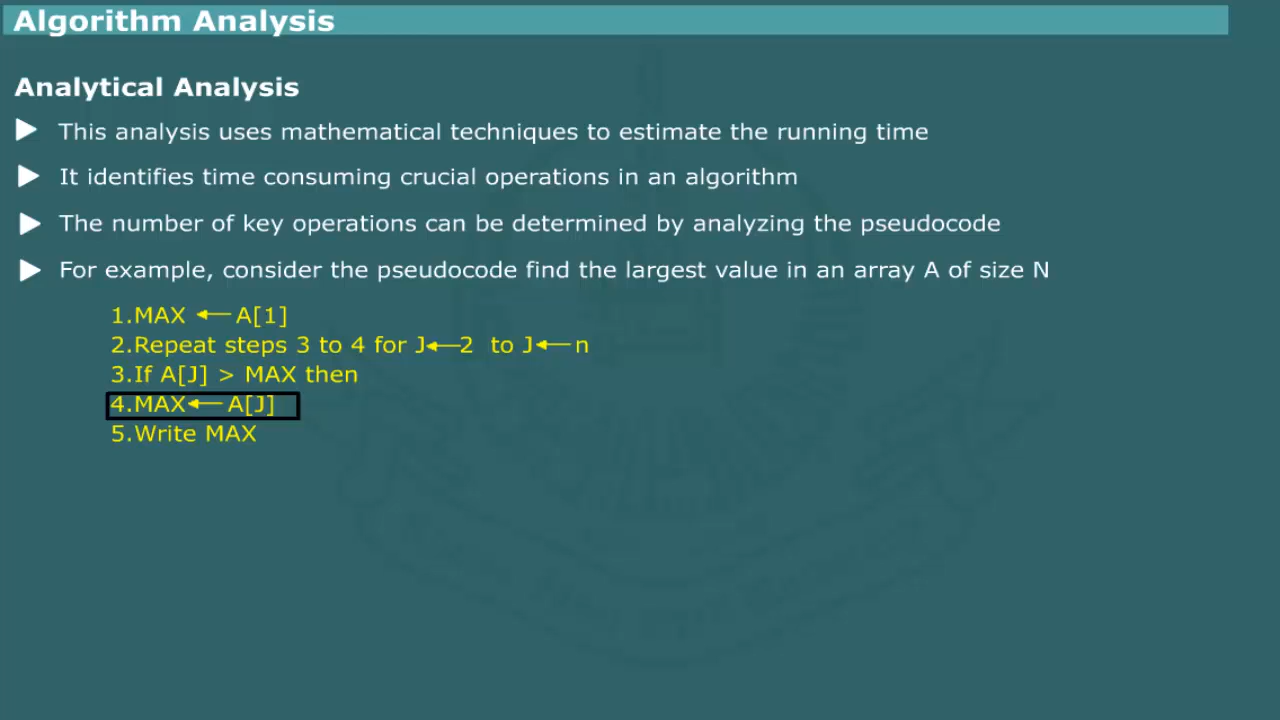 Algorithm Analysis
Analytical Analysis
This analysis uses mathematical techniques to estimate the running time
It identifies time consuming crucial operations in an algorithm
The number of key operations can be determined by analyzing the pseudocode
For example, consider the pseudocode find the largest value in an array A of size N
1.MAX ← A[1]
2.Repeat steps 3 to 4 for J←2 to J← n
3.If A[J] > MAX then
4.MAX← A[J]
5.Write MAX